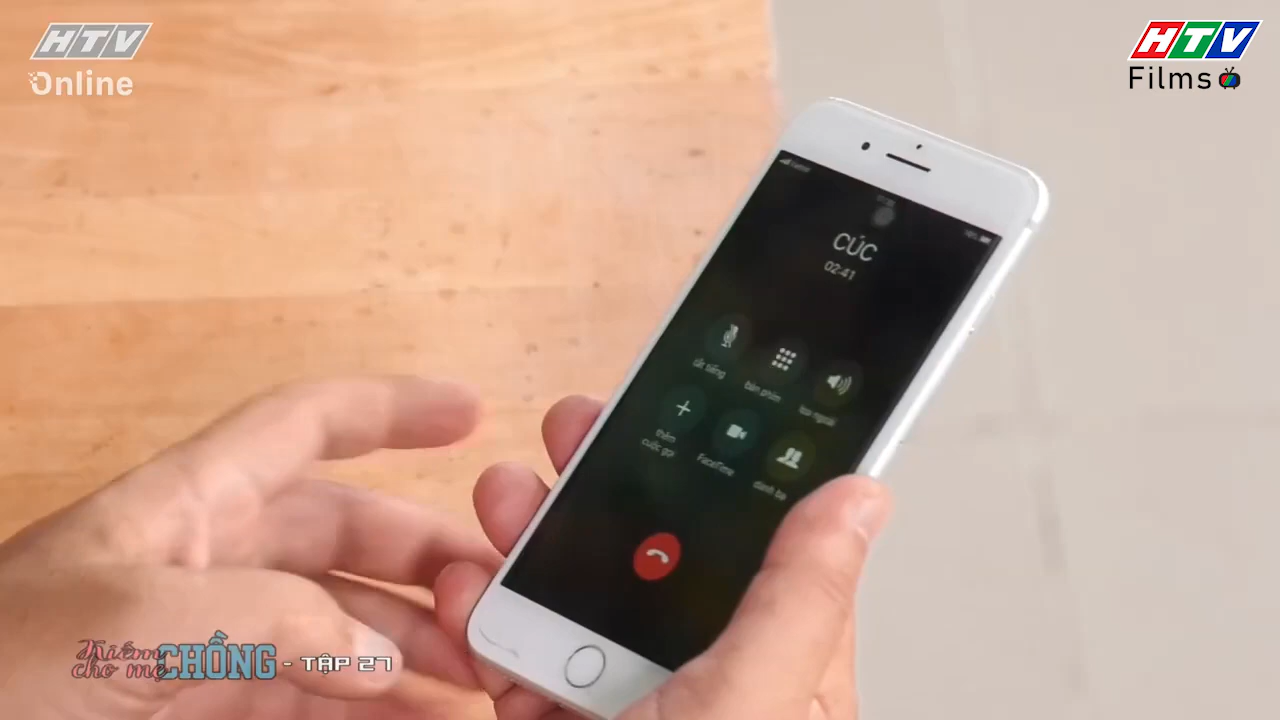 HTV
Online
HTV
Films
CÚC
02:41
tắt tiếng
bàn phím
loa ngoài
thêm
cuộc gọi
FaceTime
danh bạ
Kiếm
cho mẹ
CHỒNG - TẬP 27